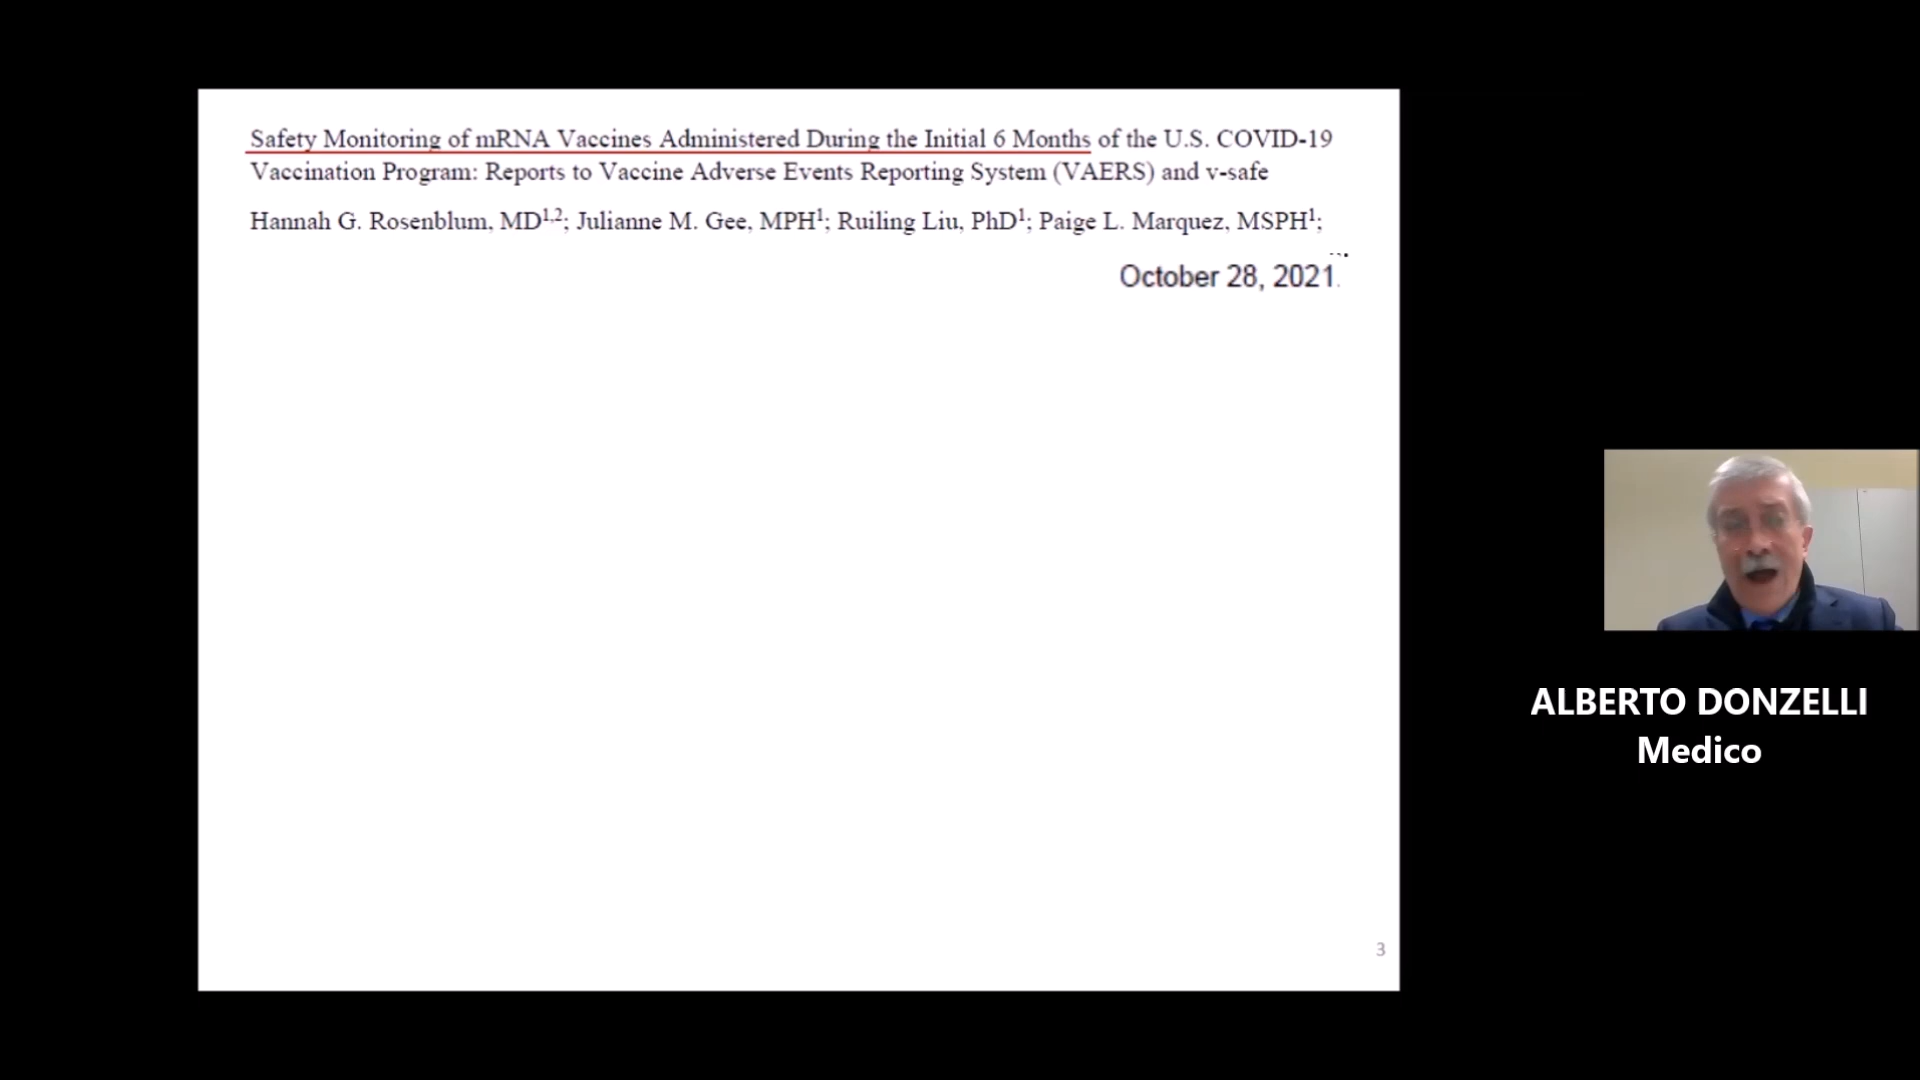 Safety Monitoring of mRNA Vaccines Administered During the Initial 6 Months of the U.S. COVID-19
Vaccination Program: Reports to Vaccine Adverse Events Reporting System (VAERS) and v-safe
Hannah G. Rosenblum, MD1,2; Julianne M. Gee, MPH1; Ruiling Liu, PhD1; Paige L. Marquez, MSPH1;
...
October 28, 2021.
3
ALBERTO DONZELLI
Medico